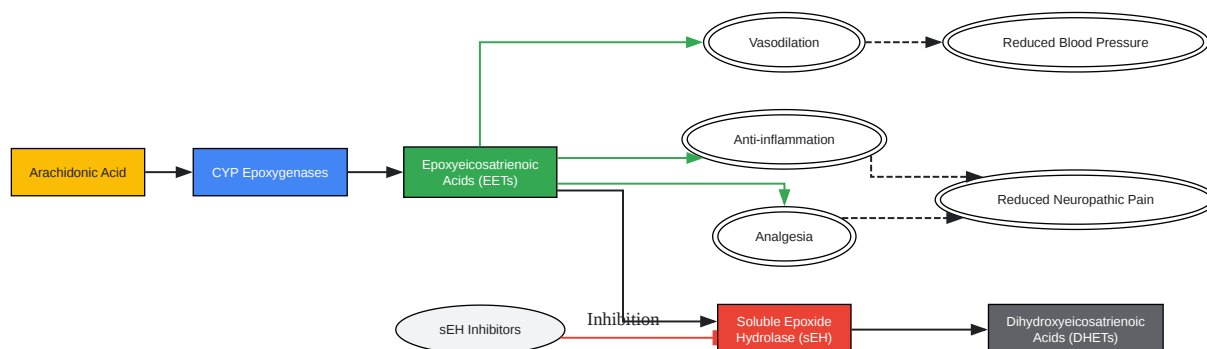 Vasodilation
Reduced Blood Pressure
Anti-inflammation
Arachidonic Acid
CYP Epoxygenases
Epoxyeicosatrienoic
Acids (EETs)
Reduced Neuropathic Pain
Analgesia
Inhibition
sEH Inhibitors
Soluble Epoxide
Hydrolase (sEH)
Dihydroxyeicosatrienoic
Acids (DHETs)